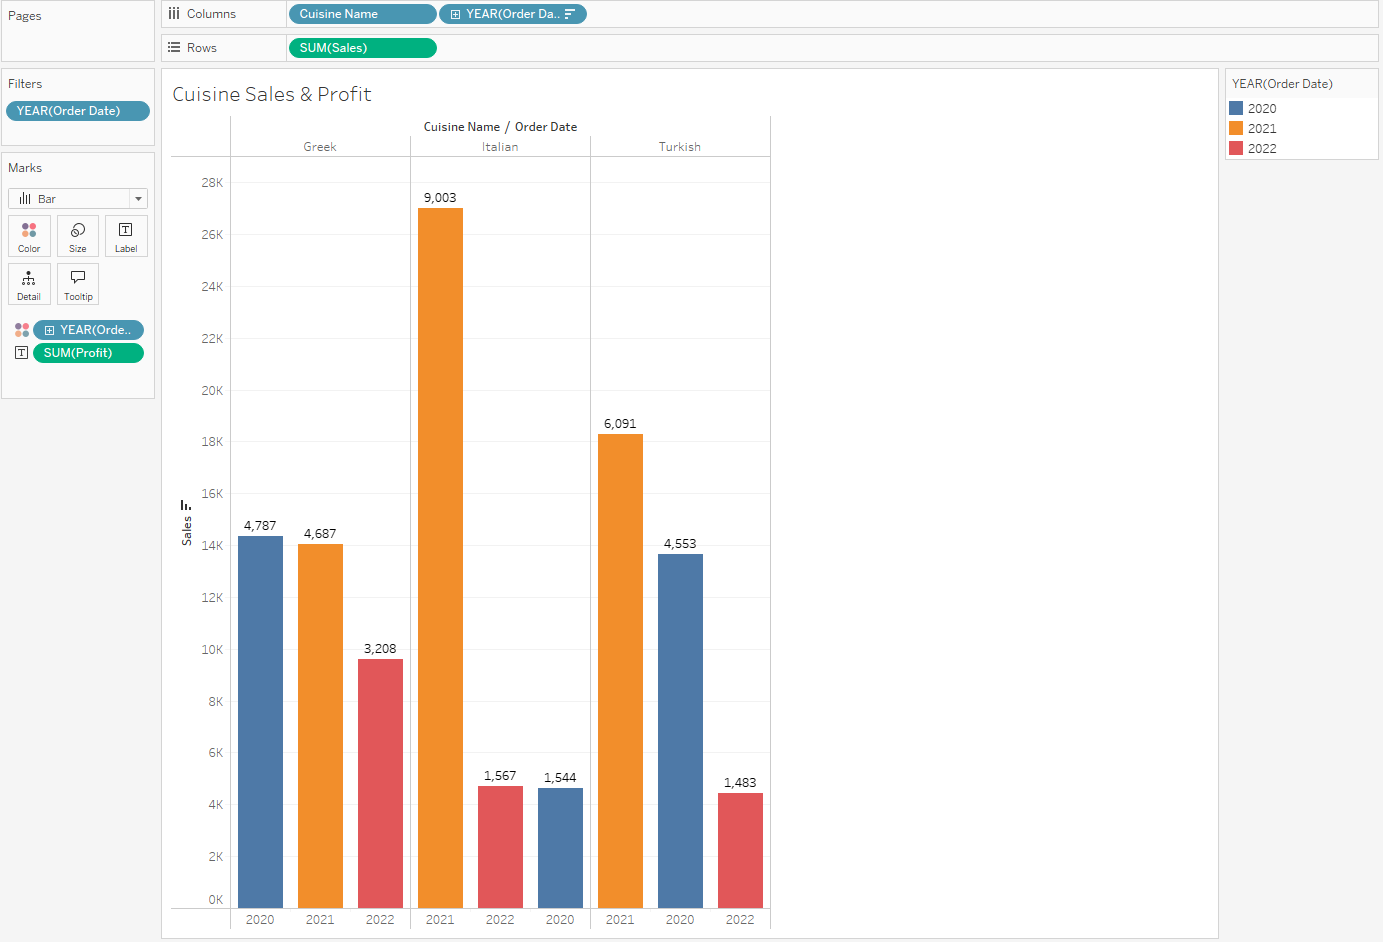 Pages
Columns
Cuisine Name
YEAR(Order Da..
Rows
SUM(Sales)
Filters
YEAR(Order Date)
Marks
Bar
Color
Size
Label
Detail
Tooltip
YEAR(Orde..
SUM(Profit)
Cuisine Sales & Profit
Cuisine Name / Order Date
Greek Italian Turkish
28K
26K
24K
22K
20K
18K
16K
14K
12K
10K
8K
6K
4K
2K
0K
Sales
4,787
4,687
3,208
9,003
1,567
1,544
6,091
4,553
1,483
2020 2021 2022 2021 2022 2020 2021 2020 2022
YEAR(Order Date)
2020
2021
2022